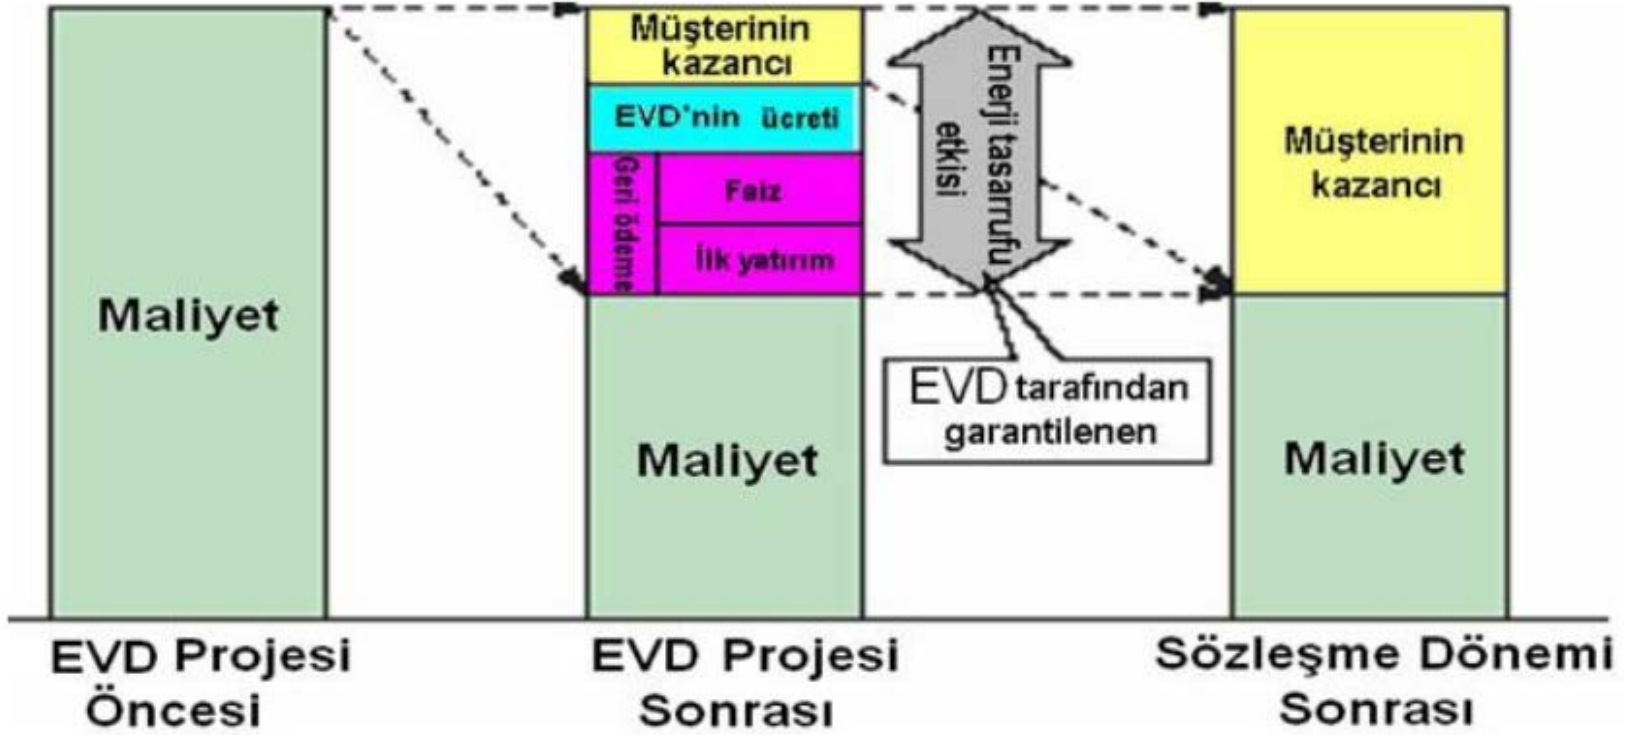 Maliyet
EVD Projesi
Öncesi
Müşterinin
kazancı
EVD'nin ücreti
Geri ödeme
Faiz
İlk yatırım
Maliyet
EVD Projesi
Sonrası
Enerji tasarrufu
etkisi
EVD tarafından
garantilenen
Müşterinin
kazancı
Maliyet
Sözleşme Dönemi
Sonrası